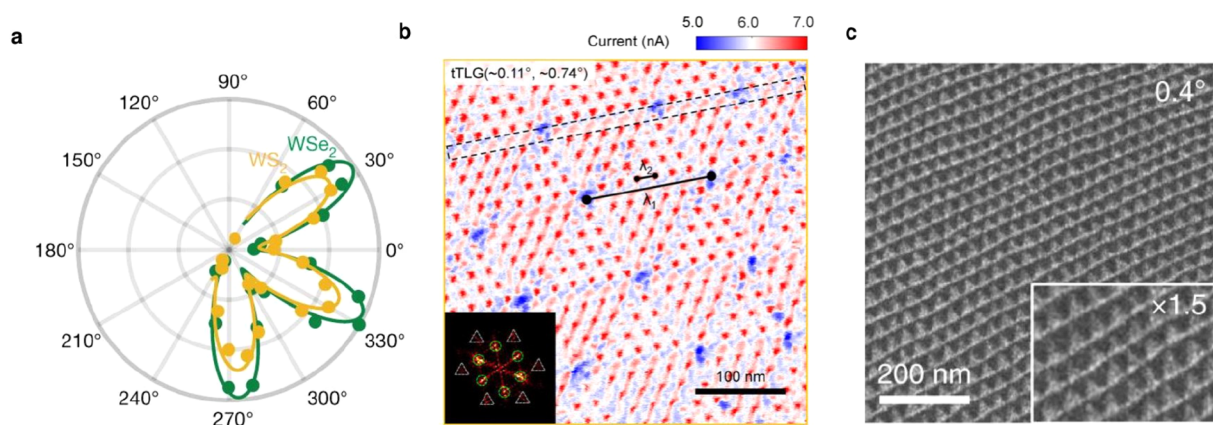 a
90°
120°
60°
150°
WSe₂
WS₂
30°
180°
0°
210°
330°
240°
300°
270°
b
5.0 6.0 7.0
Current (nA)
tTLG(~0.11°, ~0.74°)
λ₂
λ₁
100 nm
c
0.4°
×1.5
200 nm